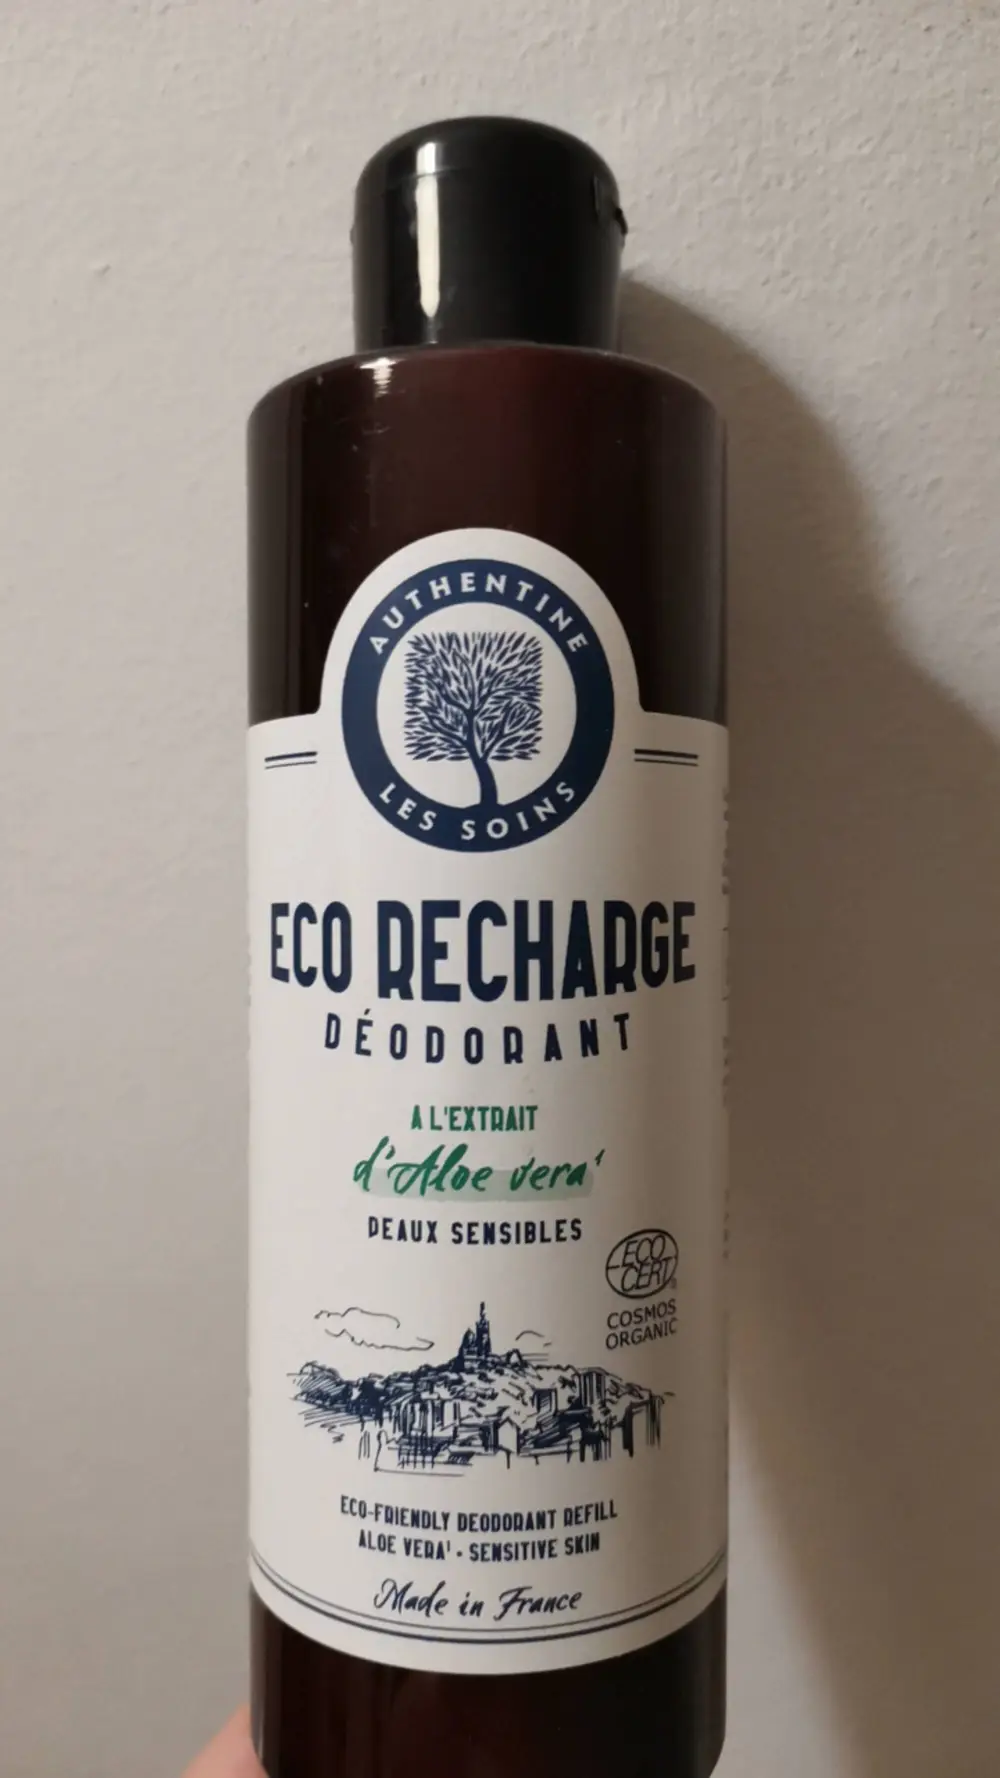 AUTHENTINE
LES SOINS
ECO RECHARGE
DÉODORANT
A L'EXTRAIT
d'Aloe vera¹
PEAUX SENSIBLES
ECO
CERT
COSMOS
ORGANIC
ECO-FRIENDLY DEODORANT REFILL
ALOE VERA¹ • SENSITIVE SKIN
Made in France